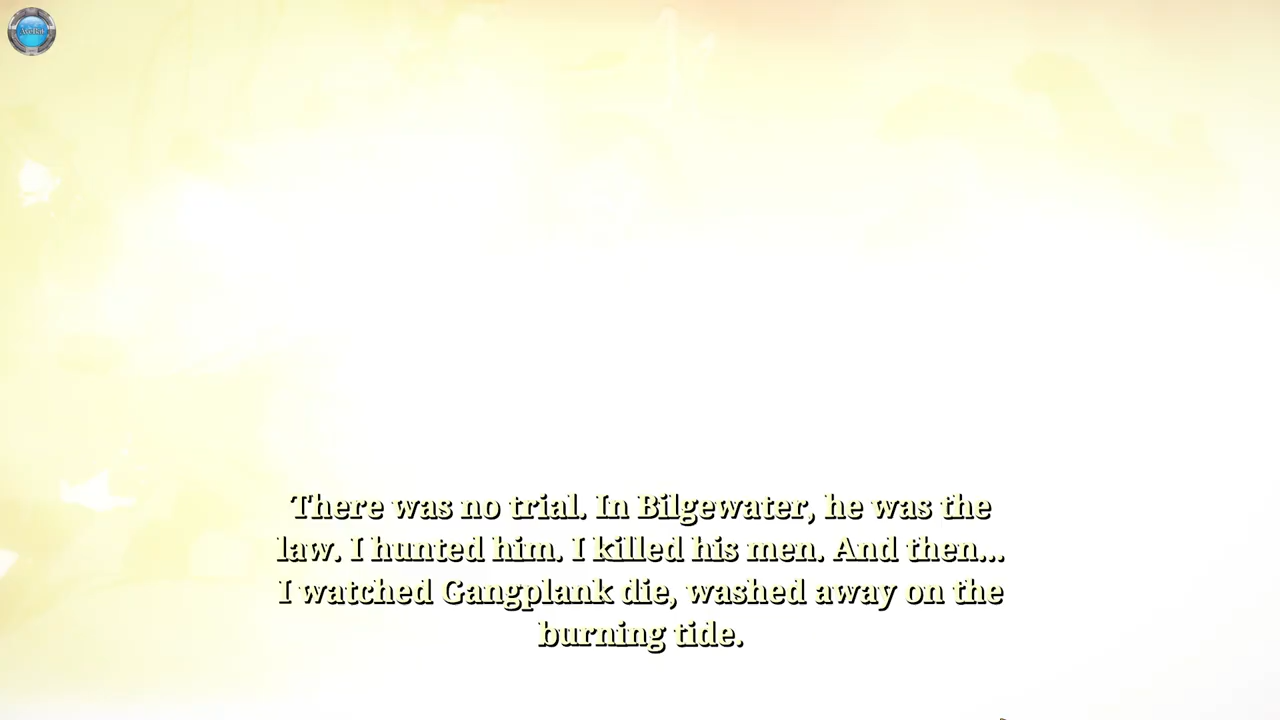 There was no trial. In Bilgewater, he was the
law. I hunted him. I killed his men. And then...
I watched Gangplank die, washed away on the
burning tide.